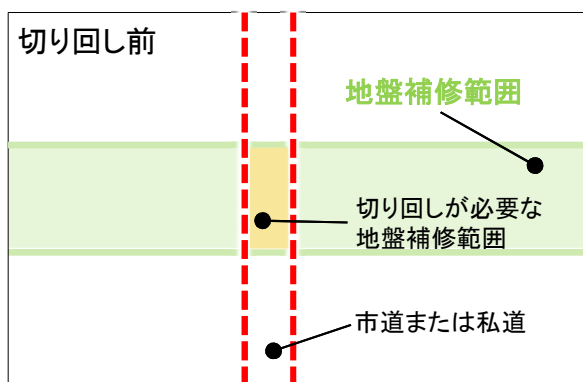 切り回し前
地盤補修範囲
切り回しが必要な
地盤補修範囲
市道または私道